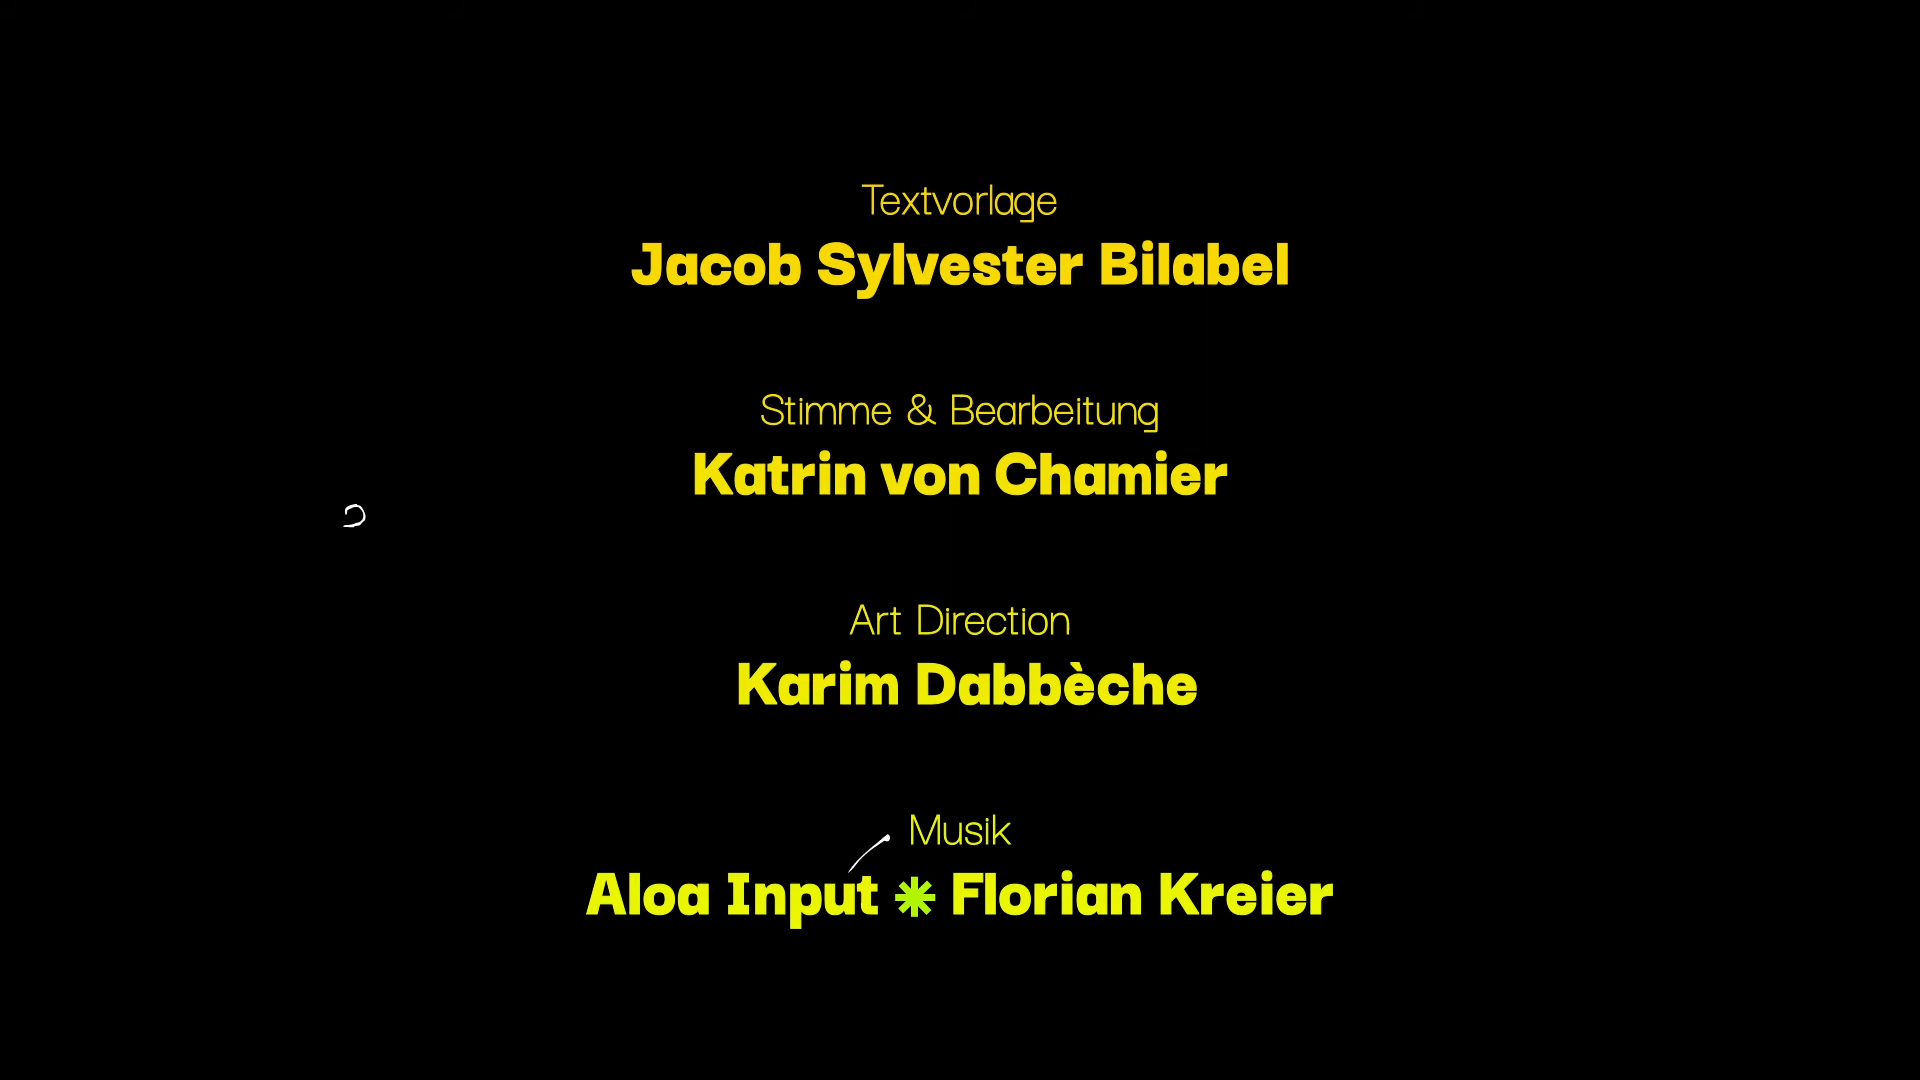 Textvorlage
Jacob Sylvester Bilabel
Stimme & Bearbeitung
Katrin von Chamier
Art Direction
Karim Dabbèche
Musik
Aloa Input ✷ Florian Kreier